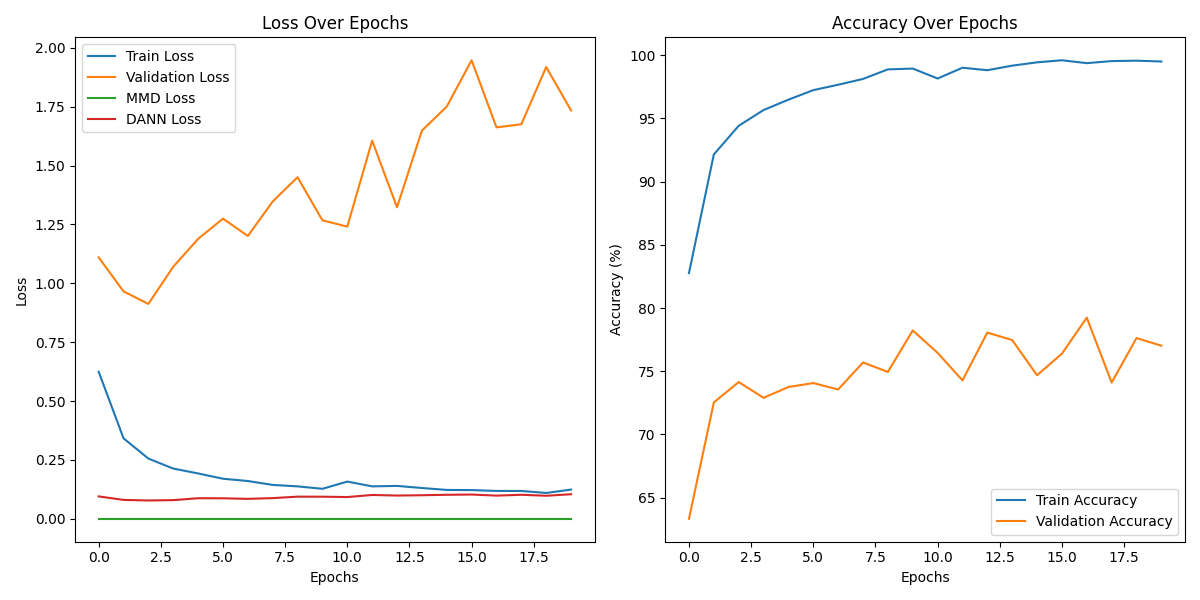 Loss Over Epochs
Train Loss
Validation Loss
MMD Loss
DANN Loss
2.00
1.75
1.50
1.25
1.00
0.75
0.50
0.25
0.00
Loss
0.0 2.5 5.0 7.5 10.0 12.5 15.0 17.5
Epochs
Accuracy Over Epochs
100
95
90
85
80
75
70
65
Accuracy (%)
Train Accuracy
Validation Accuracy
0.0 2.5 5.0 7.5 10.0 12.5 15.0 17.5
Epochs